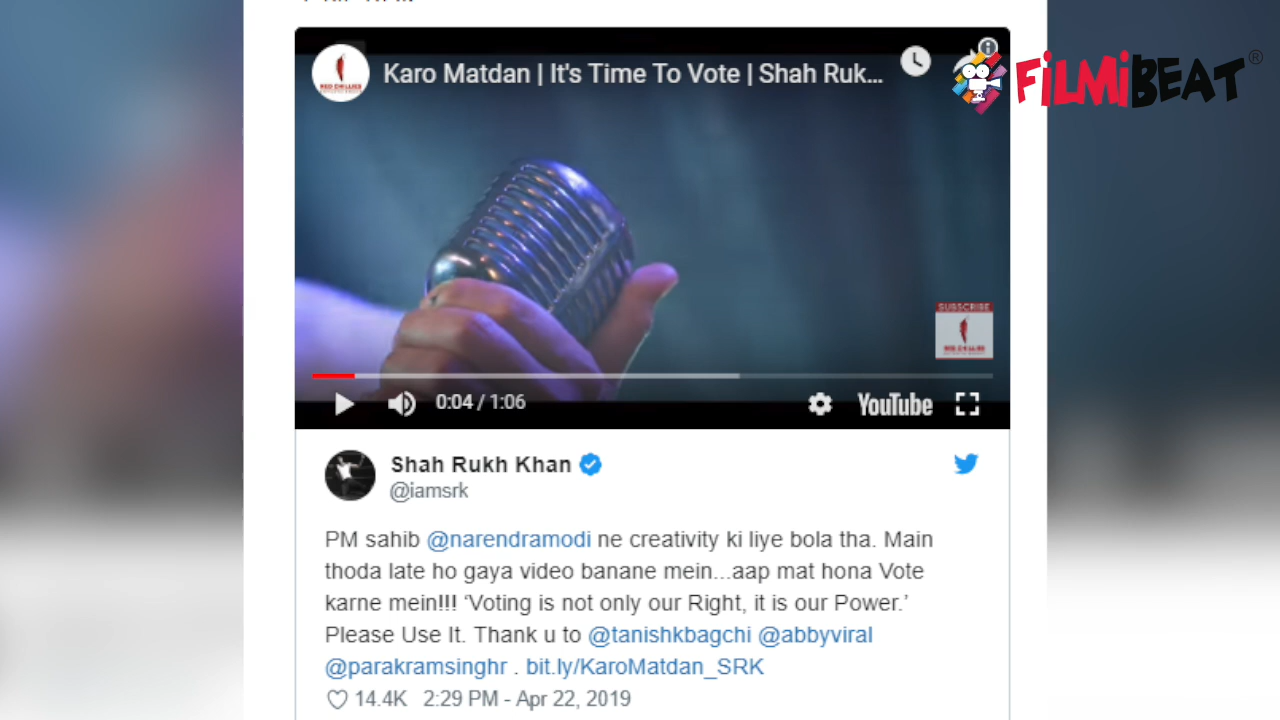 Karo Matdan | It's Time To Vote | Shah Ruk...
FiLMiBEAT®
SUBSCRIBE
RED CHILLIES
0:04 / 1:06
YouTube
Shah Rukh Khan
@iamsrk
PM sahib @narendramodi ne creativity ki liye bola tha. Main
thoda late ho gaya video banane mein...aap mat hona Vote
karne mein!!! ‘Voting is not only our Right, it is our Power.’
Please Use It. Thank u to @tanishkbagchi @abbyviral
@parakramsinghr . bit.ly/KaroMatdan_SRK
14.4K 2:29 PM - Apr 22, 2019